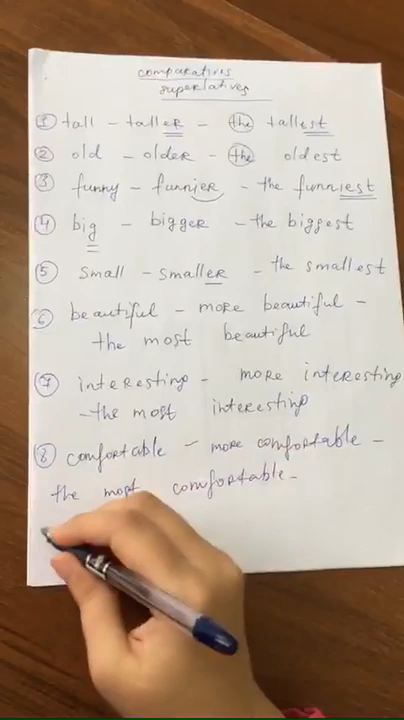 comparatives
superlatives
① tall - taller - the tallest
② old - older - the oldest
③ funny - funnier - the funniest
④ big - bigger - the biggest
⑤ small - smaller - the smallest
⑥ beautiful - more beautiful -
the most beautiful
⑦ interesting - more interesting
- the most interesting
⑧ comfortable - more comfortable -
the most comfortable -